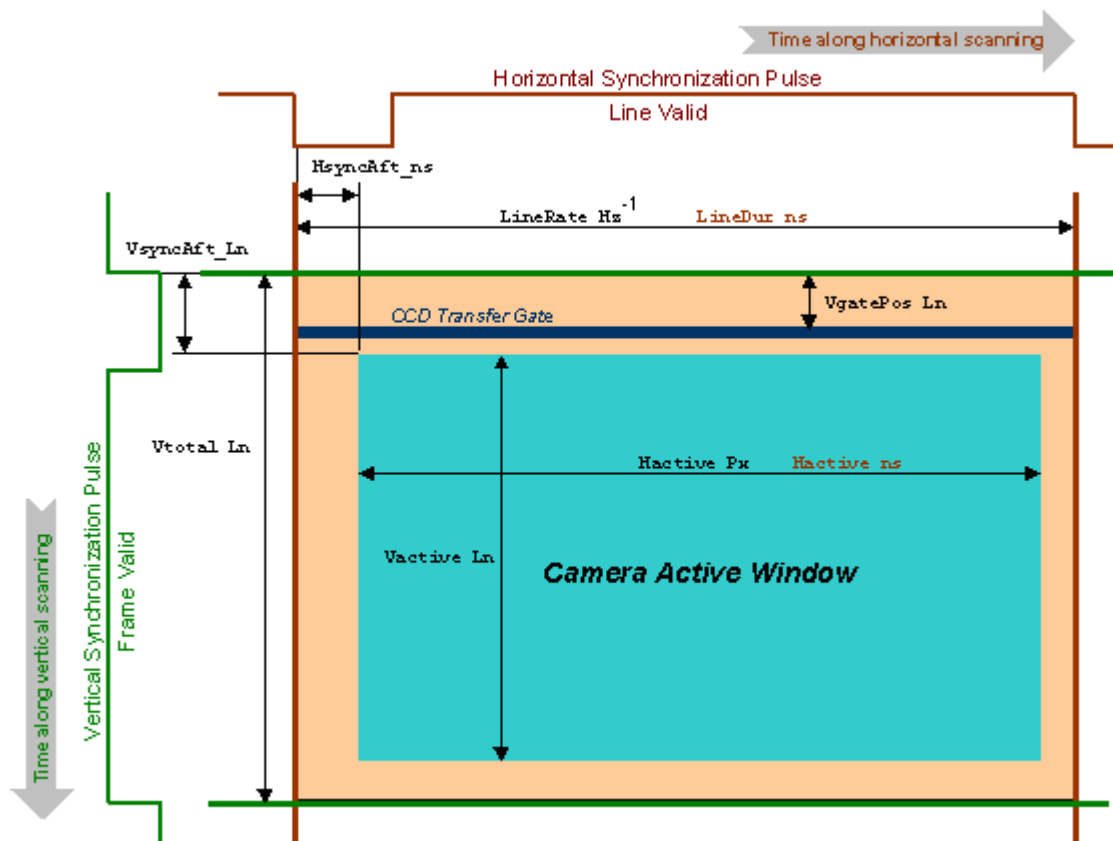 Time along horizontal scanning
Horizontal Synchronization Pulse
Line Valid
HsyncAft_ns
LineRate Hz-1 LineDur ns
VsyncAft_Ln
VgatePos Ln
CCD Transfer Gate
Vtotal Ln
Hactive Px Hactive ns
Vactive Ln
Camera Active Window
Vertical Synchronization Pulse
Frame Valid
Time along vertical scanning